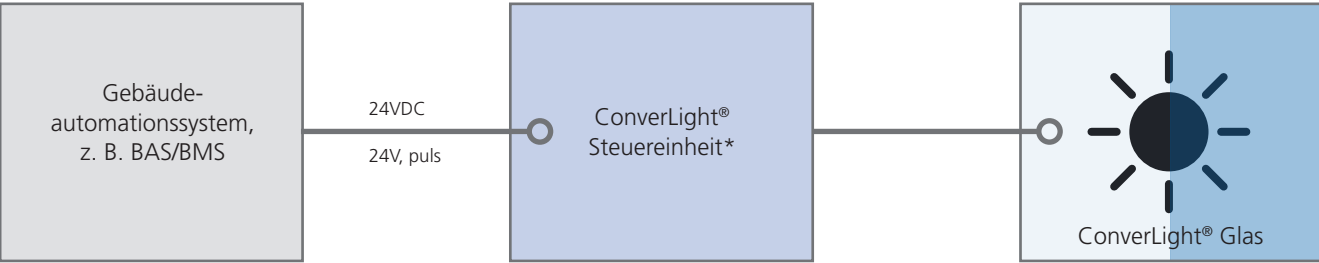 Gebäude-
automationssystem,
z. B. BAS/BMS
24VDC
24V, puls
ConverLight®
Steuereinheit*
ConverLight® Glas